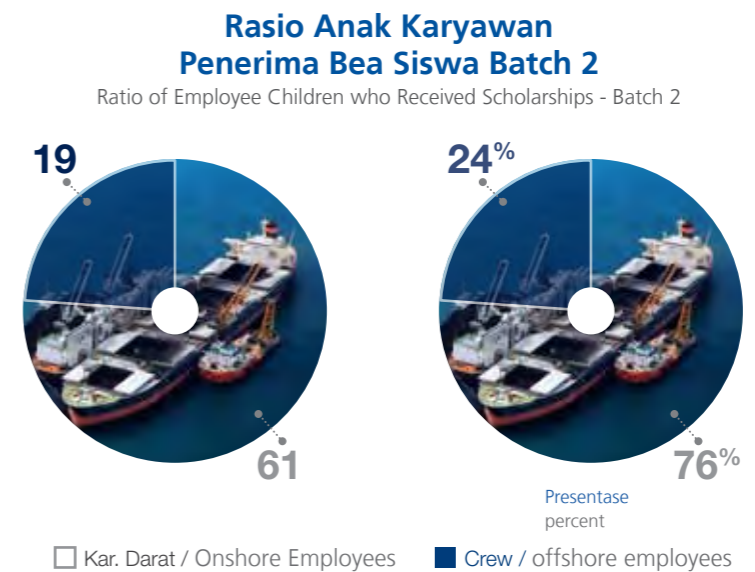 Rasio Anak Karyawan
Penerima Bea Siswa Batch 2
Ratio of Employee Children who Received Scholarships - Batch 2
19
24%
61
76%
Presentase
percent
Kar. Darat / Onshore Employees
Crew / offshore employees